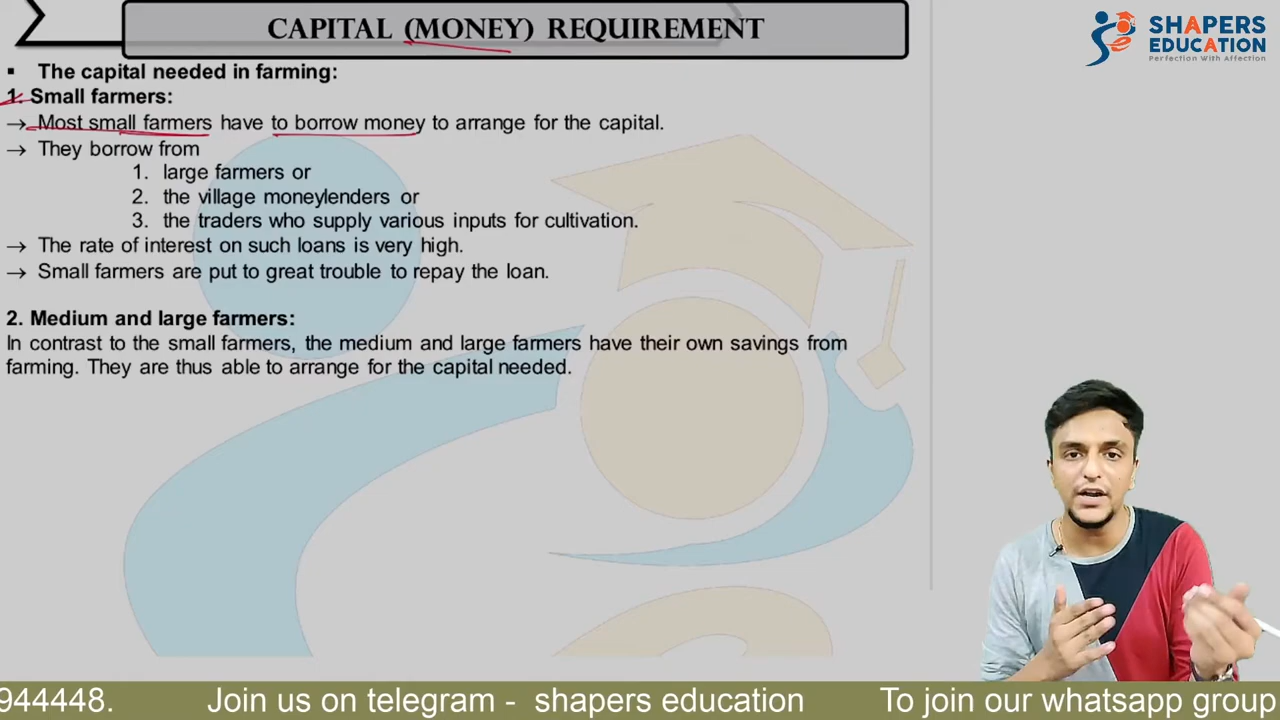 CAPITAL (MONEY) REQUIREMENT
SHAPERS
EDUCATION
Perfection With Affection
▪ The capital needed in farming:
1. Small farmers:
→ Most small farmers have to borrow money to arrange for the capital.
→ They borrow from
1. large farmers or
2. the village moneylenders or
3. the traders who supply various inputs for cultivation.
→ The rate of interest on such loans is very high.
→ Small farmers are put to great trouble to repay the loan.
2. Medium and large farmers:
In contrast to the small farmers, the medium and large farmers have their own savings from
farming. They are thus able to arrange for the capital needed.
944448. Join us on telegram - shapers education To join our whatsapp group